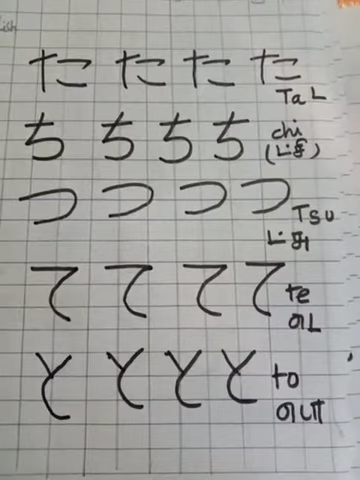 た た た た Ta
ち ち ち ち chi
つ つ つ つ Tsu
て て て て te
と と と と to